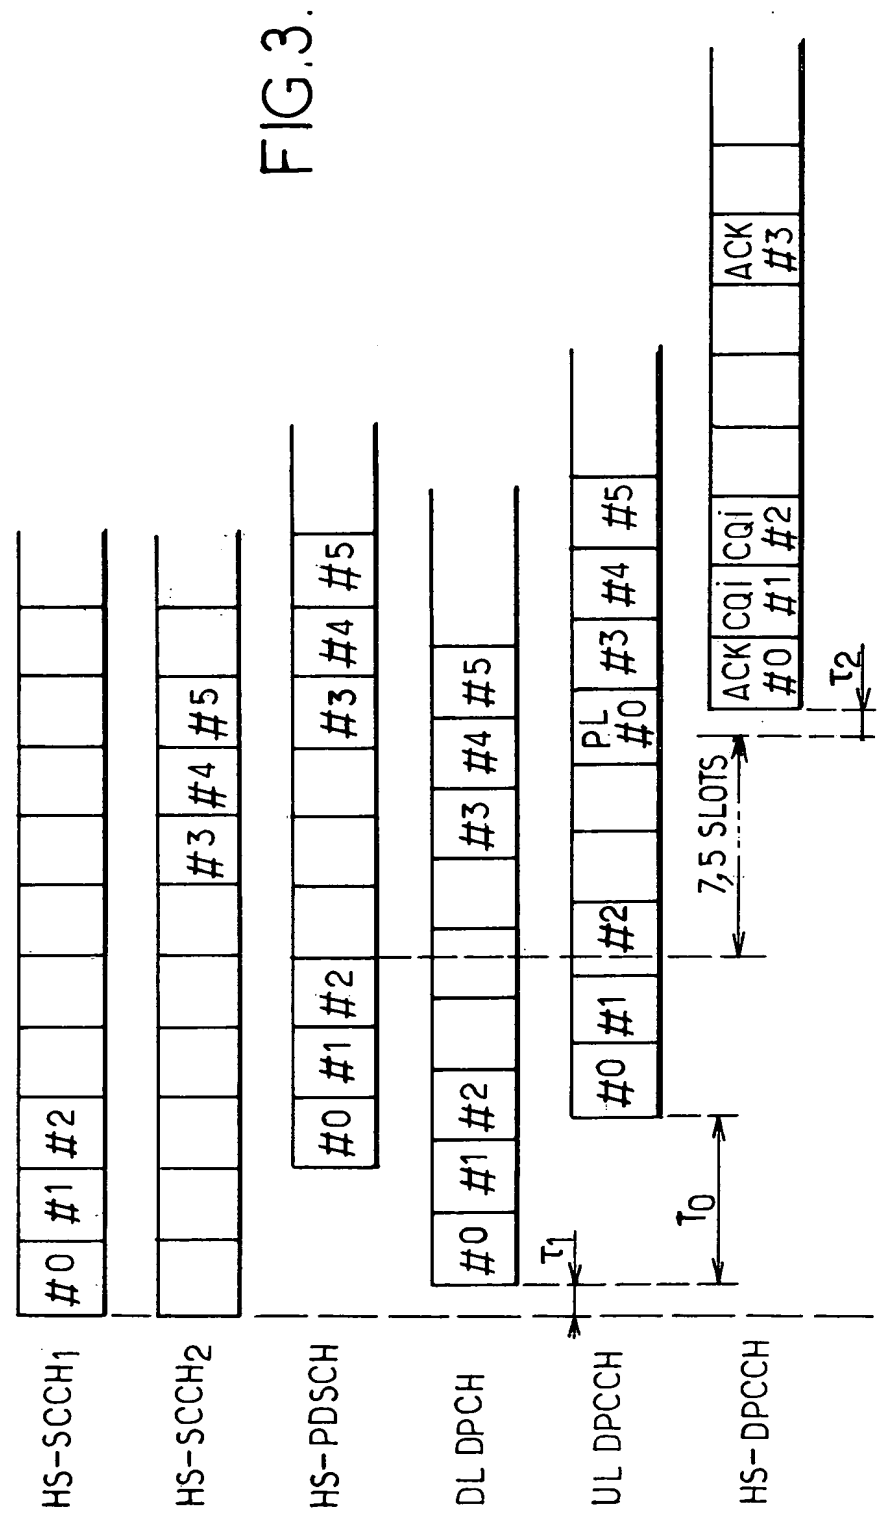 FIG.3.
HS-SCCH1
#0 #1 #2
HS-SCCH2
#3 #4 #5
HS-PDSCH
#0 #1 #2 #3 #4 #5
DL DPCH
#0 #1 #2 #3 #4 #5
τ1
UL DPCCH
#0 #1 #2 PL #0 #3 #4 #5
T0
7,5 SLOTS
HS-DPCCH
ACK #0 CQi #1 CQi #2 ACK #3
τ2